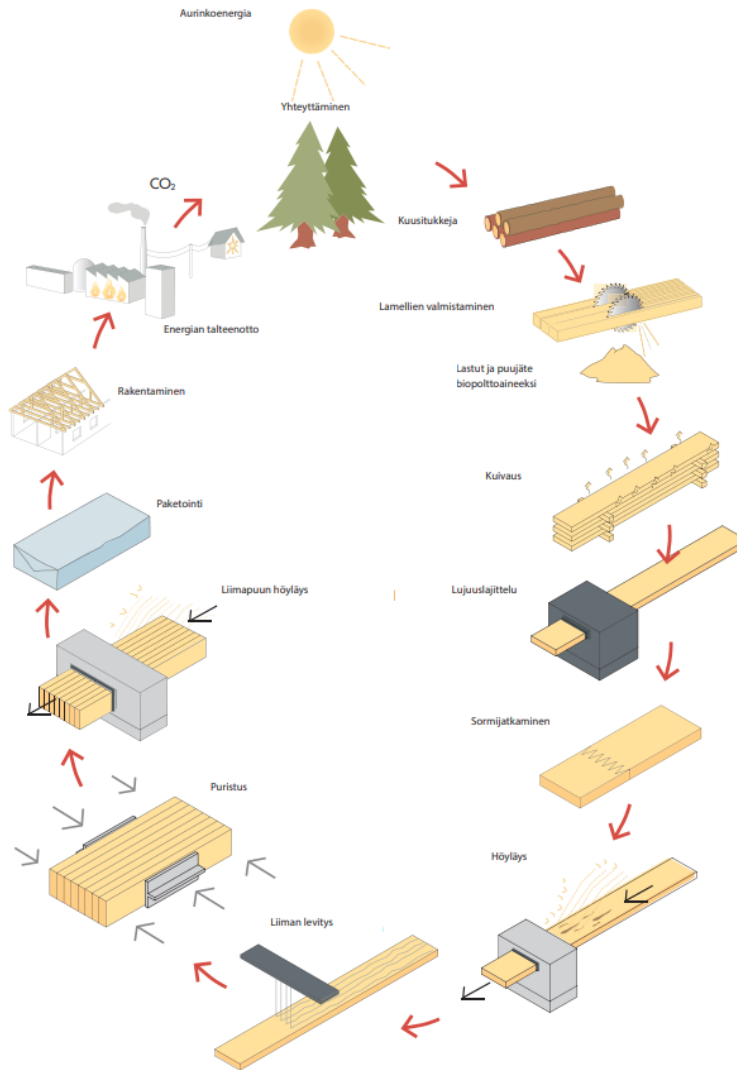 Aurinkoenergia
Yhteyttäminen
CO₂
Kuusitukkeja
Lamellien valmistaminen
Energian talteenotto
Lastut ja puujäte
biopolttoaineeksi
Rakentaminen
Kuivaus
Paketointi
Liimapuun höyläys
Lujuuslajittelu
Sormijatkaminen
Puristus
Höyläys
Liiman levitys